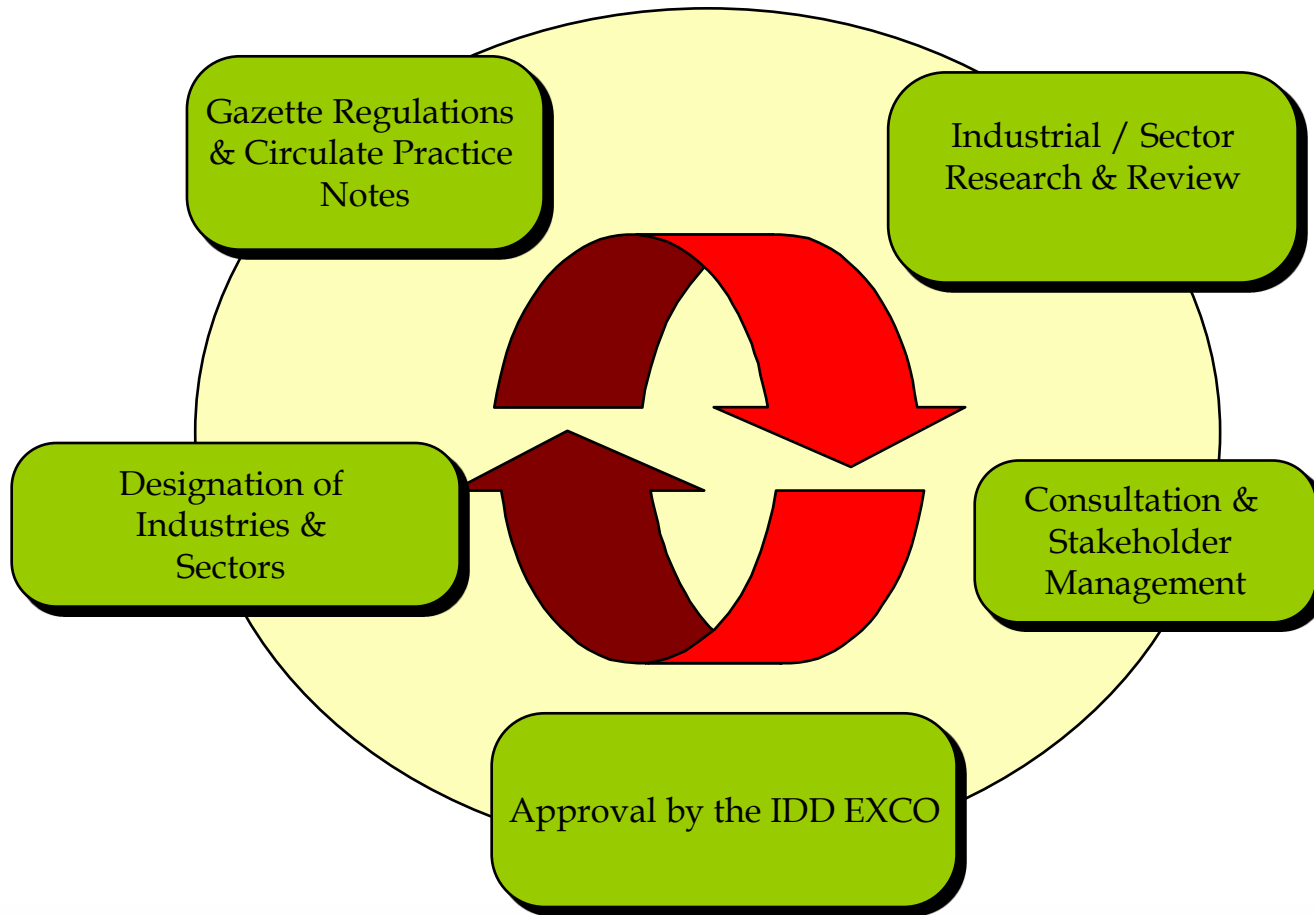 Gazette Regulations
& Circulate Practice
Notes
Industrial / Sector
Research & Review
Designation of
Industries &
Sectors
Consultation &
Stakeholder
Management
Approval by the IDD EXCO